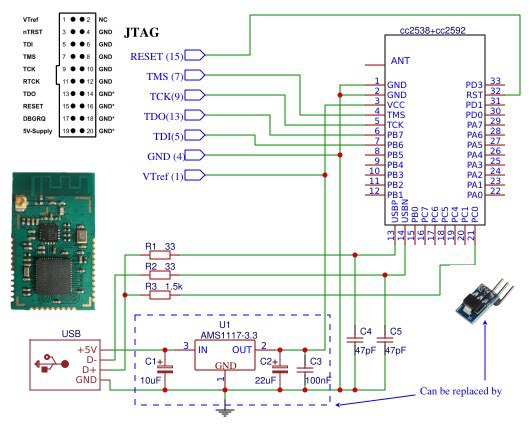 VTref 1 2 NC
nTRST 3 4 GND
TDI 5 6 GND
TMS 7 8 GND
TCK 9 10 GND
RTCK 11 12 GND
TDO 13 14 GND*
RESET 15 16 GND*
DBGRQ 17 18 GND*
5V-Supply 19 20 GND*
JTAG
RESET (15)
TMS (7)
TCK(9)
TDO(13)
TDI(5)
GND (4)
VTref (1)
cc2538+cc2592
ANT
1 GND
2 GND
3 VCC
4 TMS
5 TCK
6 PB7
7 PB6
8 PB5
9 PB4
10 PB3
11 PB2
12 PB1
PD3 33
RST 32
PD1 31
PD0 30
PA7 29
PA6 28
PA5 27
PA4 26
PA3 25
PA2 24
PA1 23
PA0 22
USBP 13
USBN 14
PB0 15
PC7 16
PC6 17
PC5 18
PC4 19
PC1 20
PC0 21
R1 33
R2 33
R3 1.5k
USB
+5V
D-
D+
GND
U1
AMS1117-3.3
3 IN
OUT 2
GND
1
C1 +
10uF
C2 +
22uF
C3
100nF
C4
47pF
C5
47pF
Can be replaced by